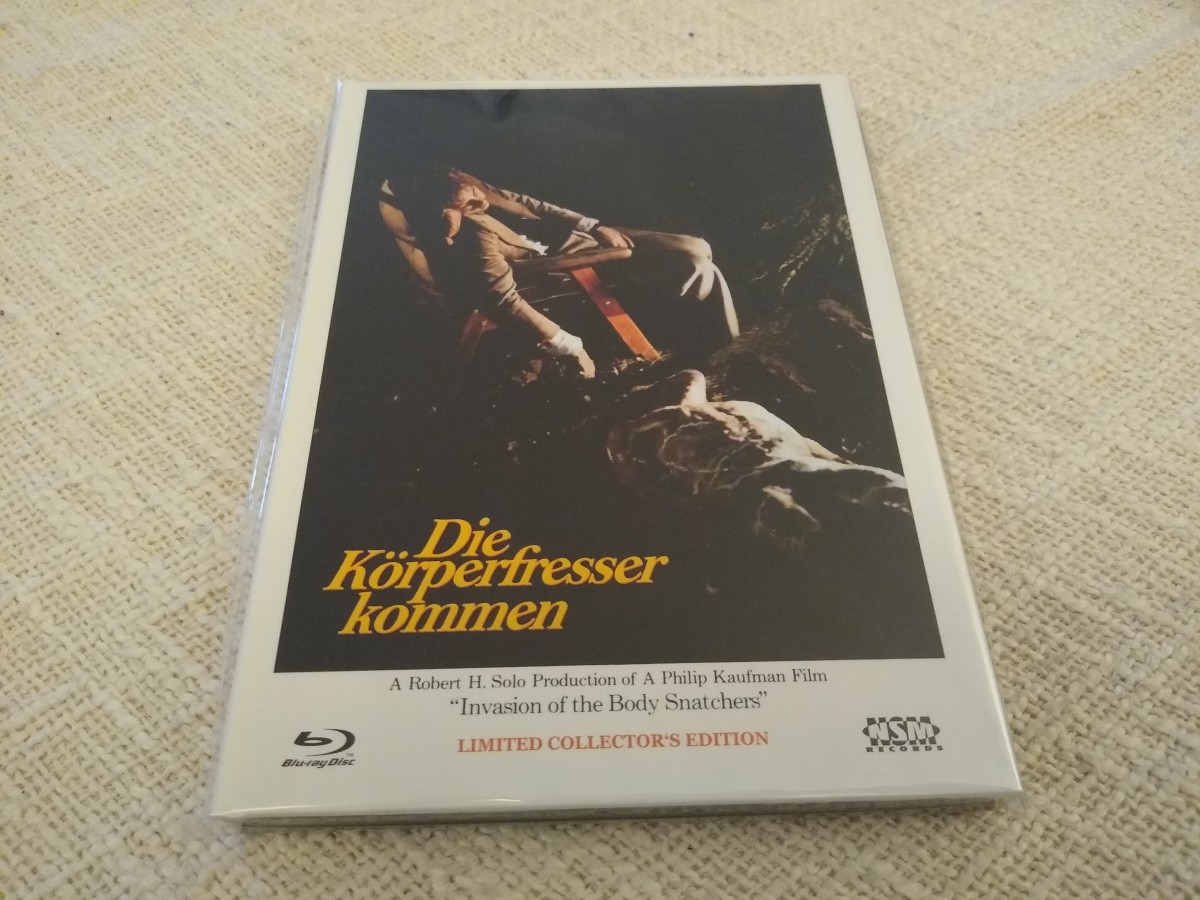 Die
Körperfresser
kommen
A Robert H. Solo Production of A Philip Kaufman Film
“Invasion of the Body Snatchers”
LIMITED COLLECTOR‘S EDITION
Blu-ray Disc™
NSM
RECORDS